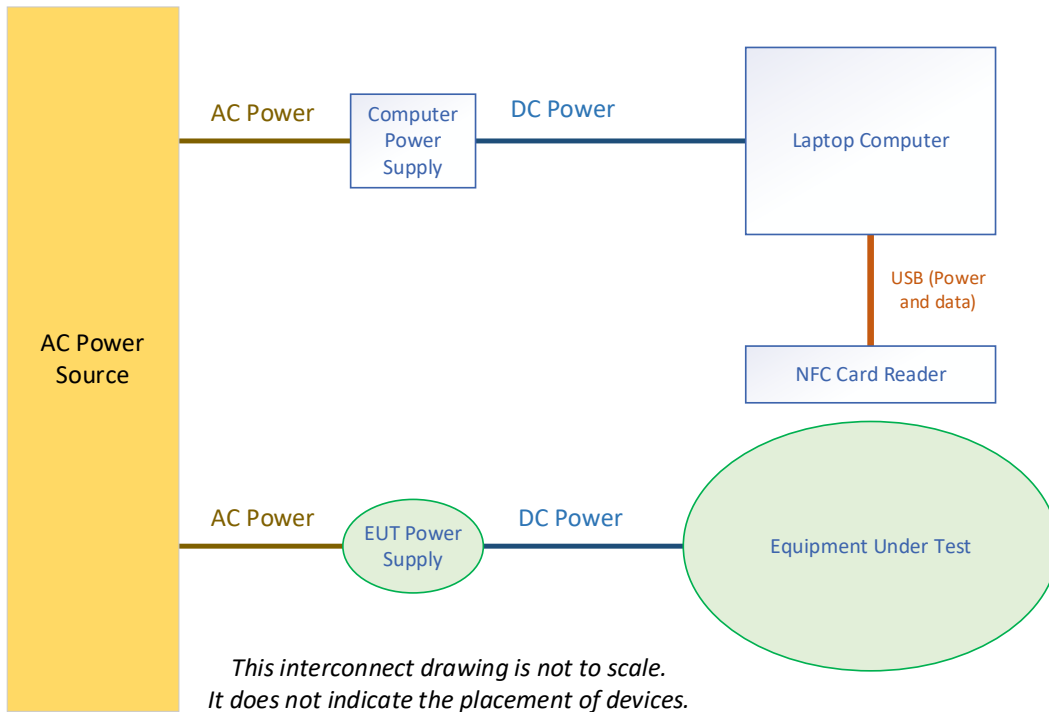 AC Power
Computer
Power
Supply
DC Power
Laptop Computer
USB (Power
and data)
AC Power
Source
NFC Card Reader
AC Power
EUT Power
Supply
DC Power
Equipment Under Test
This interconnect drawing is not to scale.
It does not indicate the placement of devices.